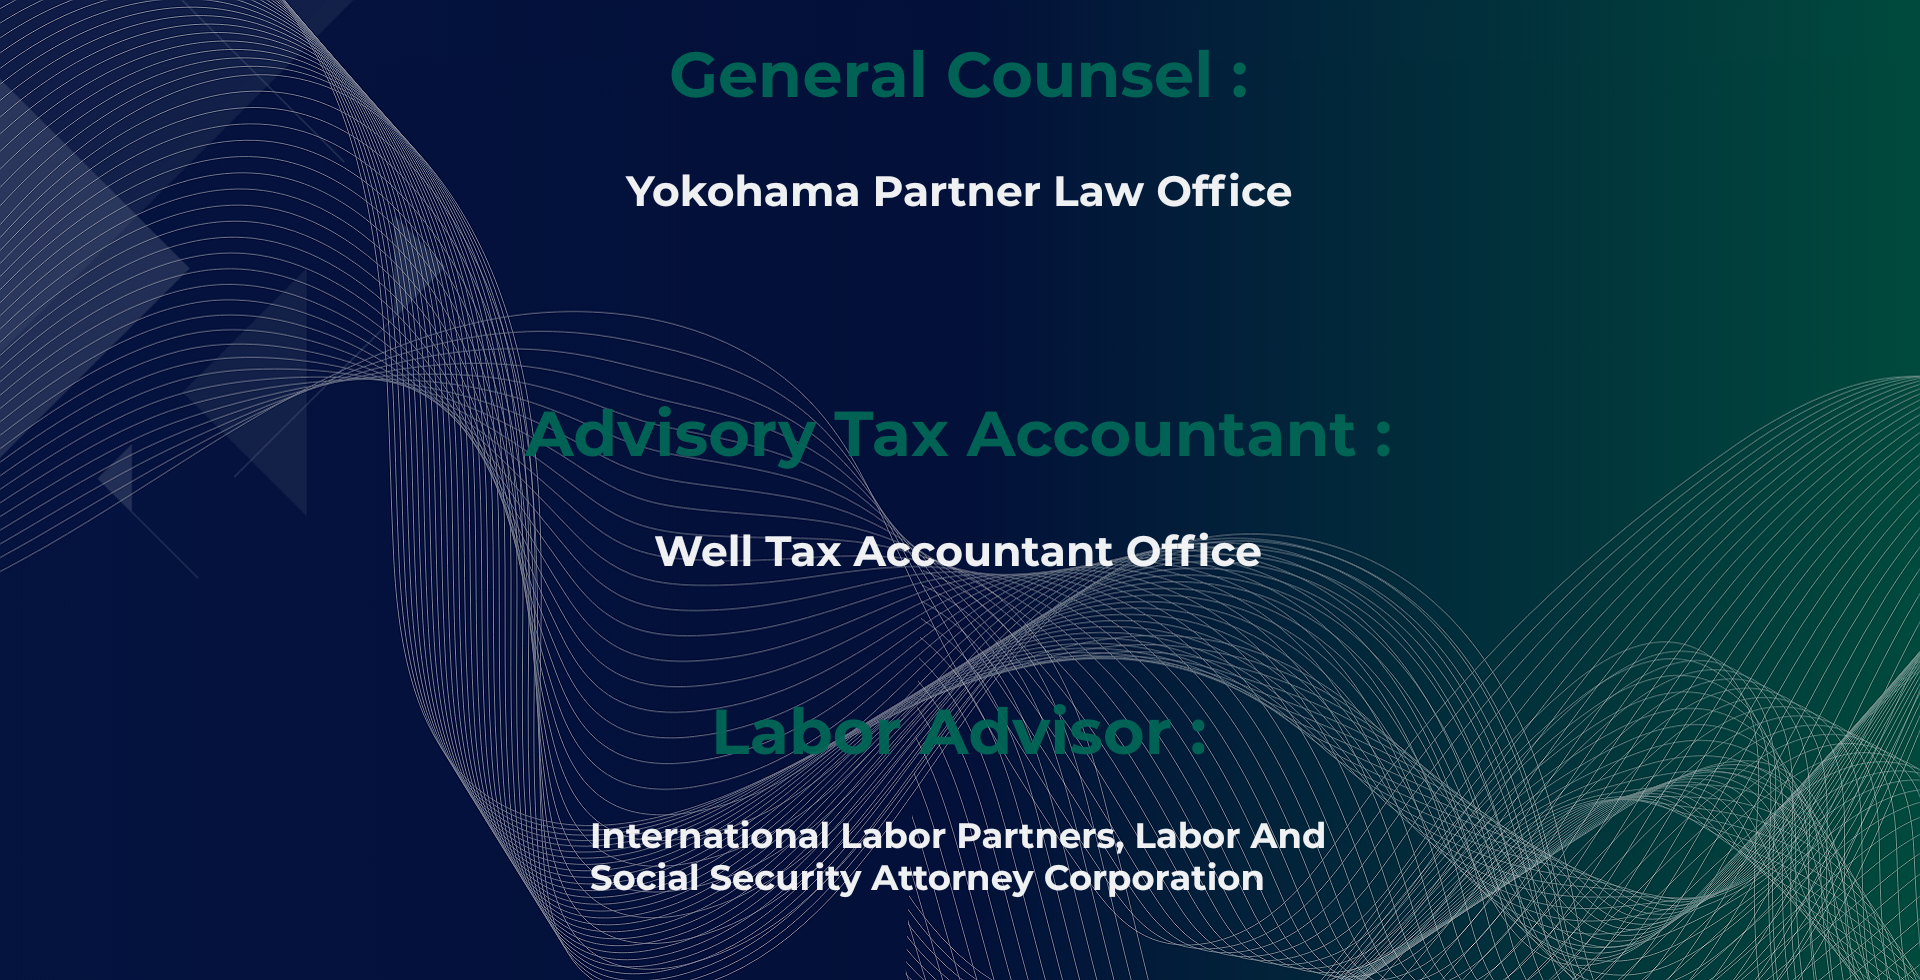 General Counsel :
Yokohama Partner Law Office
Advisory Tax Accountant :
Well Tax Accountant Office
Labor Advisor :
International Labor Partners, Labor And
Social Security Attorney Corporation